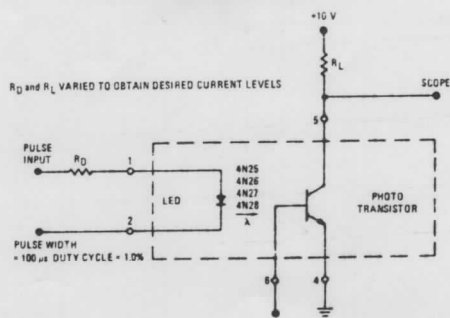 +10 V
R_L
R_D and R_L VARIED TO OBTAIN DESIRED CURRENT LEVELS
SCOPE
5
PULSE INPUT
R_D
1
LED
4N25
4N26
4N27
4N28
λ
PHOTO TRANSISTOR
2
PULSE WIDTH
= 100 μs DUTY CYCLE = 1.0%
6
4